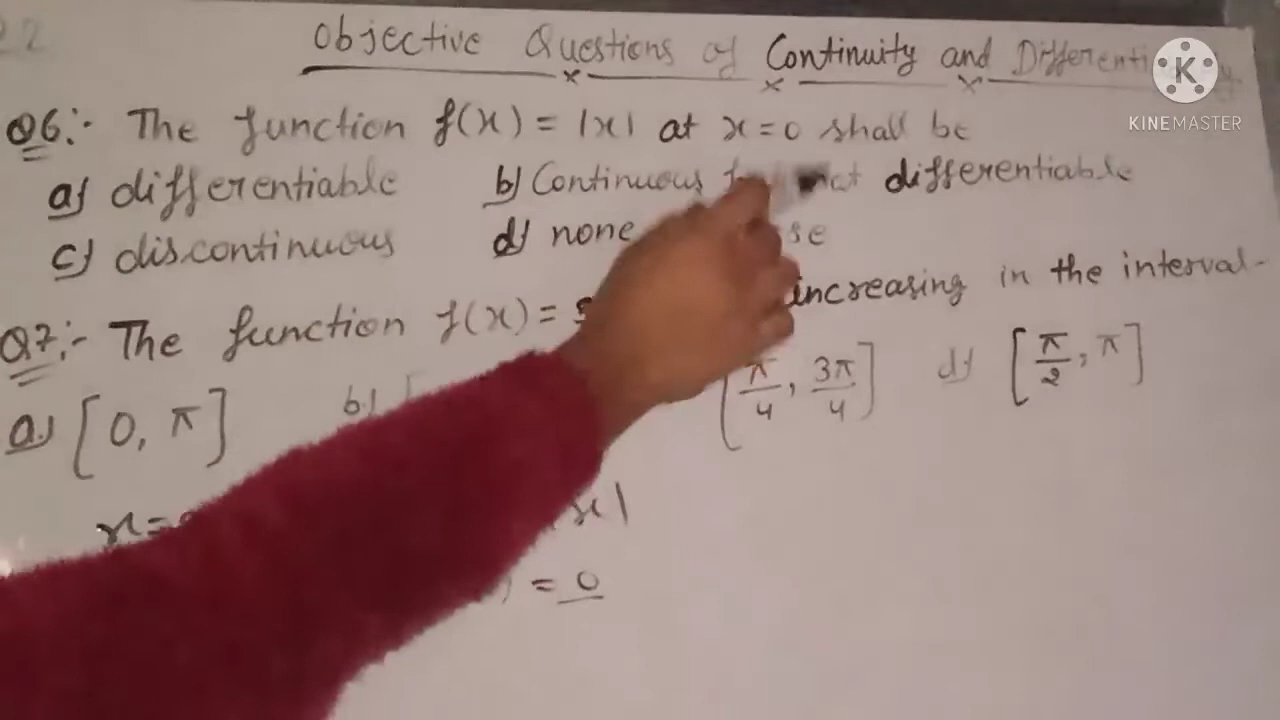 22
Objective Questions of Continuity and
K
KINEMASTER
Q6:- The function f(x) = |x| at x=0 shall be
a) differentiable b) Continuous differentiable
c) discontinuous d) none
Q7:- The function f(x) = increasing in the interval-
a) [0, π] b) [ [π/4, 3π/4] d) [π/2, π]
x= x|
) = 0